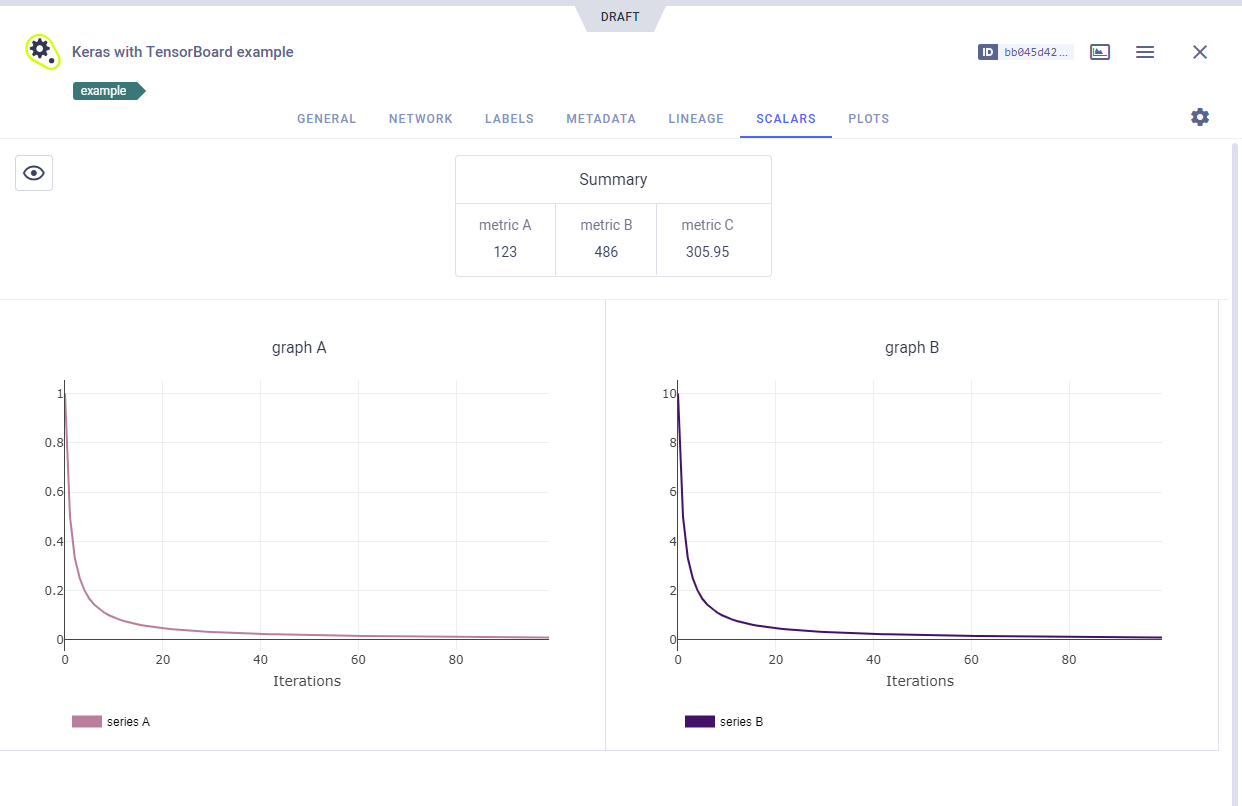 DRAFT
Keras with TensorBoard example
ID bb045d42...
example
GENERAL NETWORK LABELS METADATA LINEAGE SCALARS PLOTS
Summary
metric A metric B metric C
123 486 305.95
graph A
1
0.8
0.6
0.4
0.2
0
0 20 40 60 80
Iterations
series A
graph B
10
8
6
4
2
0
0 20 40 60 80
Iterations
series B